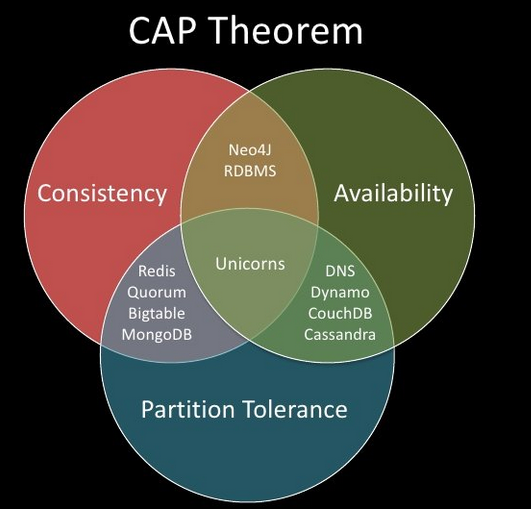 CAP Theorem
Consistency
Availability
Neo4J
RDBMS
Unicorns
Redis
Quorum
Bigtable
MongoDB
DNS
Dynamo
CouchDB
Cassandra
Partition Tolerance